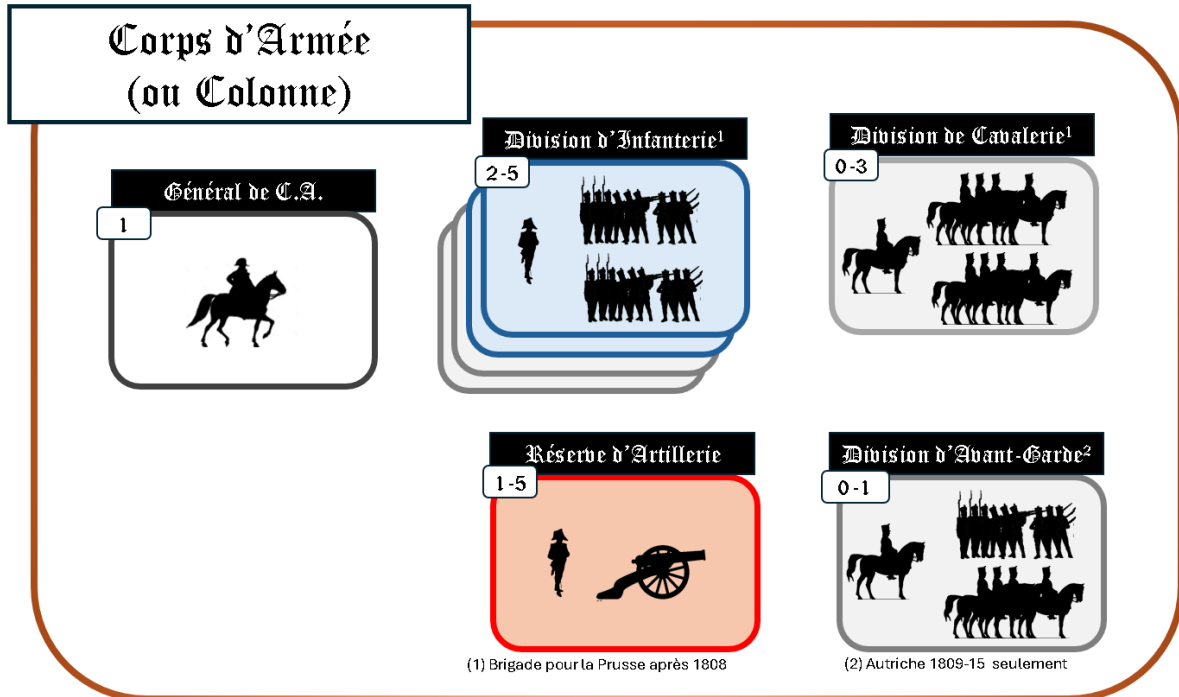 Corps d'Armée
(ou Colonne)
Général de C.A.
1
Division d'Infanterie¹
2-5
Division de Cavalerie¹
0-3
Réserve d'Artillerie
1-5
Division d'Avant-Garde²
0-1
(1) Brigade pour la Prusse après 1808
(2) Autriche 1809-15 seulement